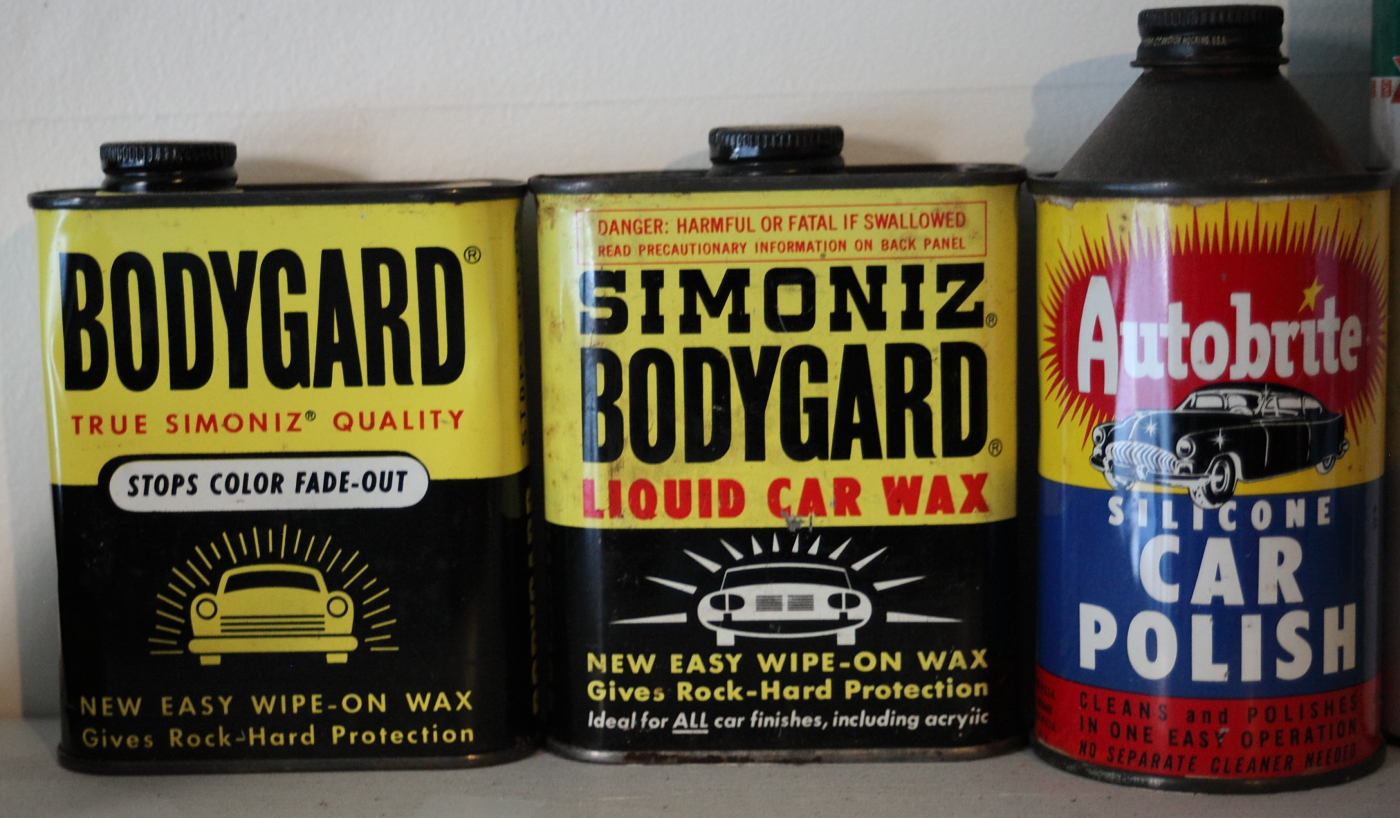 BODYGARD®
TRUE SIMONIZ® QUALITY
STOPS COLOR FADE-OUT
NEW EASY WIPE-ON WAX
Gives Rock-Hard Protection
DANGER: HARMFUL OR FATAL IF SWALLOWED
READ PRECAUTIONARY INFORMATION ON BACK PANEL
SIMONIZ®
BODYGARD®
LIQUID CAR WAX
NEW EASY WIPE-ON WAX
Gives Rock-Hard Protection
Ideal for ALL car finishes, including acrylic
Autobrite
SILICONE
CAR
POLISH
CLEANS and POLISHES
IN ONE EASY OPERATION
NO SEPARATE CLEANER NEEDED